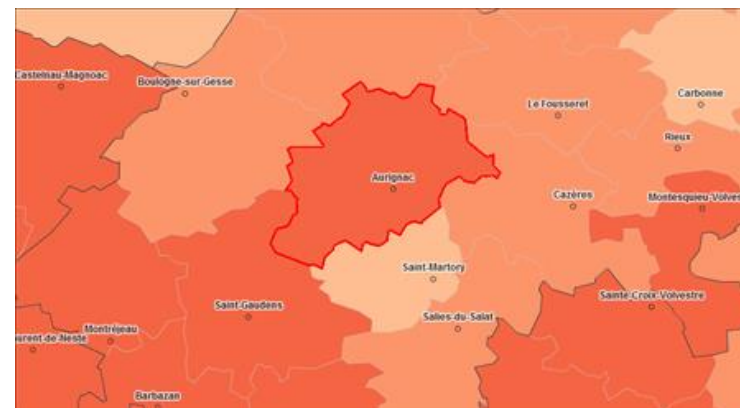 Castelnau-Magnoac
Boulogne-sur-Gesse
Carbonne
Le Fousseret
Rieux
Aurignac
Cazères
Montesquieu-Volves
Saint-Martory
Sainte-Croix-Volvestre
Saint-Gaudens
Salies-du-Salat
Montréjeau
urent-de-Neste
Barbazan